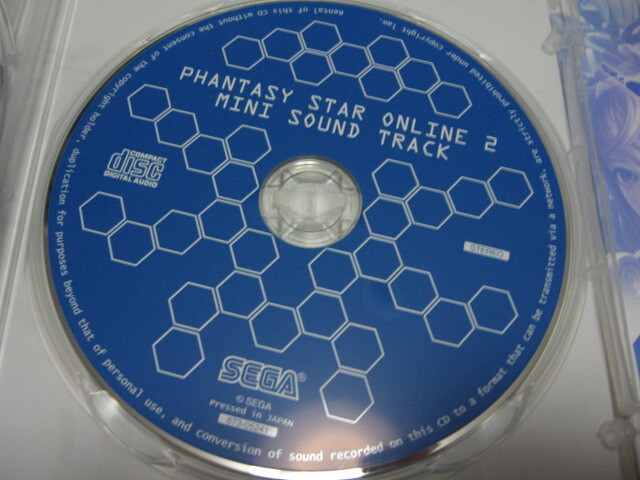 PHANTASY STAR ONLINE 2
MINI SOUND TRACK
COMPACT
disc
DIGITAL AUDIO
STEREO
SEGA®
© SEGA
Pressed in JAPAN
673-05241
duplication for purposes beyond that of personal use, and conversion of sound recorded on this CD to a format that can be transmitted via a network, are strictly prohibited under copyright law.
Rental of this CD without the consent of the copyright holder,